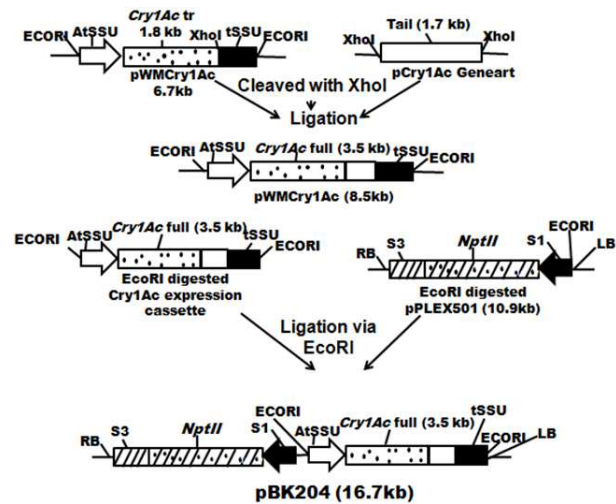 Cry1Ac tr
1.8 kb
ECORI
AtSSU
XhoI
tSSU
ECORI
pWMCry1Ac
6.7kb
Tail (1.7 kb)
XhoI
XhoI
pCry1Ac Geneart
Cleaved with XhoI
Ligation
ECORI
AtSSU
Cry1Ac full (3.5 kb)
tSSU
ECORI
pWMCry1Ac (8.5kb)
ECORI
AtSSU
Cry1Ac full (3.5 kb)
tSSU
ECORI
EcoRI digested
Cry1Ac expression
cassette
RB
S3
NptII
S1
ECORI
LB
EcoRI digested
pPLEX501 (10.9kb)
Ligation via
EcoRI
RB
S3
NptII
S1
ECORI
AtSSU
Cry1Ac full (3.5 kb)
tSSU
ECORI
LB
pBK204 (16.7kb)